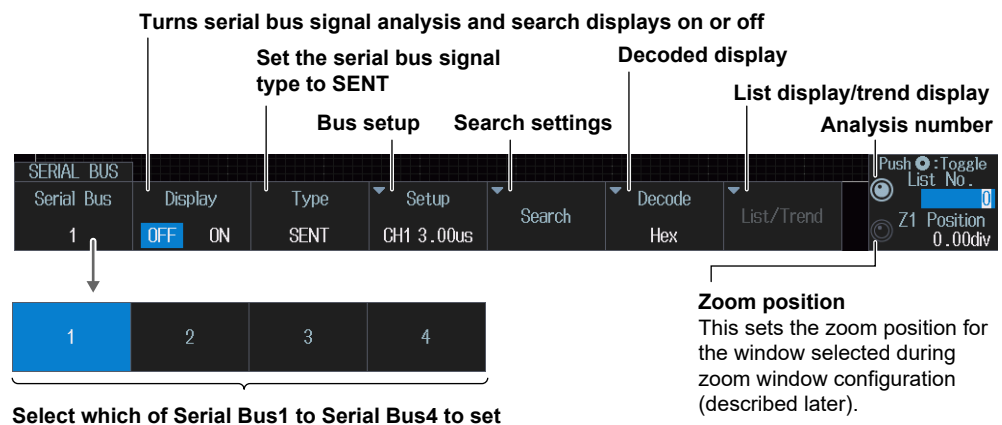 Turns serial bus signal analysis and search displays on or off
Set the serial bus signal
type to SENT
Decoded display
List display/trend display
Bus setup
Search settings
Analysis number
SERIAL BUS
Serial Bus
1
Display
OFF ON
Type
SENT
Setup
CH1 3.00us
Search
Decode
Hex
List/Trend
Push :Toggle
List No.
0
Z1 Position
0.00div
1 2 3 4
Select which of Serial Bus1 to Serial Bus4 to set
Zoom position
This sets the zoom position for
the window selected during
zoom window configuration
(described later).